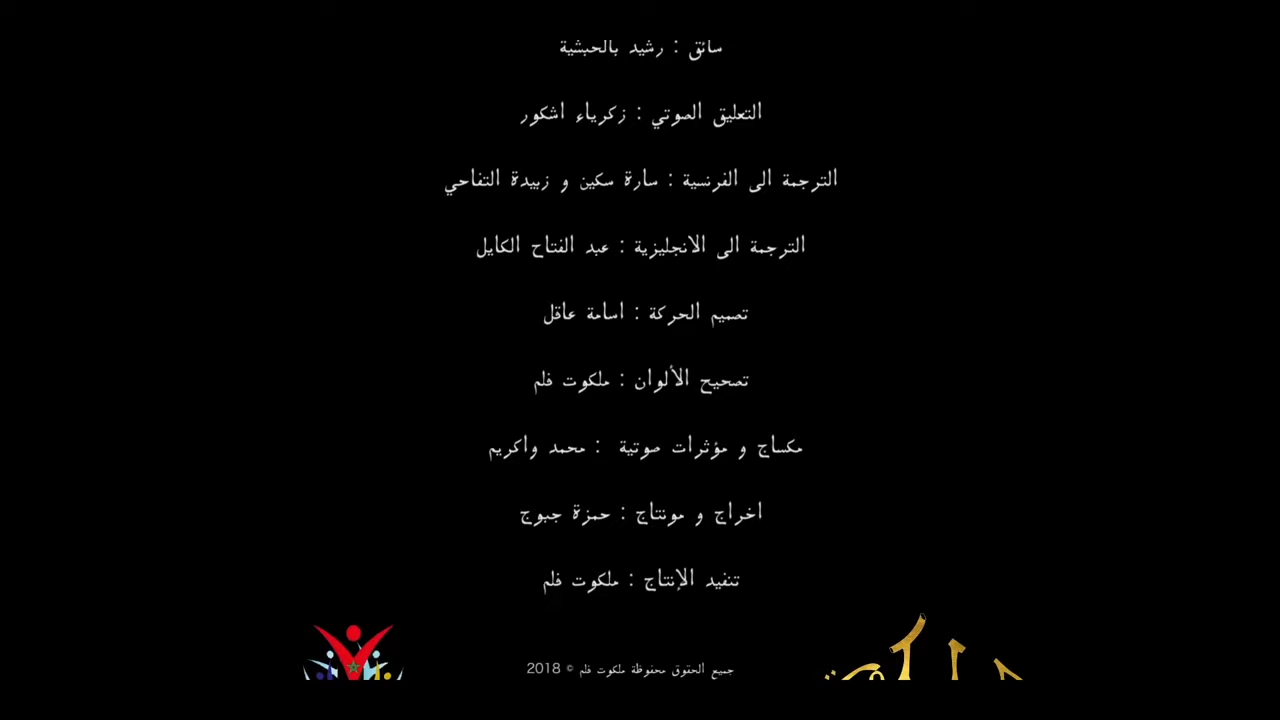 سائق : رشيد بالحبشية
التعليق الصوتي : زكرياء اشكور
الترجمة الى الفرنسية : سارة سكين و زبيدة التفاحي
الترجمة الى الانجليزية : عبد الفتاح الكايل
تصميم الحركة : اسامة عاقل
تصحيح الألوان : ملكوت فلم
مكساج و مؤثرات صوتية : محمد واكريم
اخراج و مونتاج : حمزة جبوج
تنفيد الإنتاج : ملكوت فلم
جميع الحقوق محفوظة ملكوت فلم © 2018